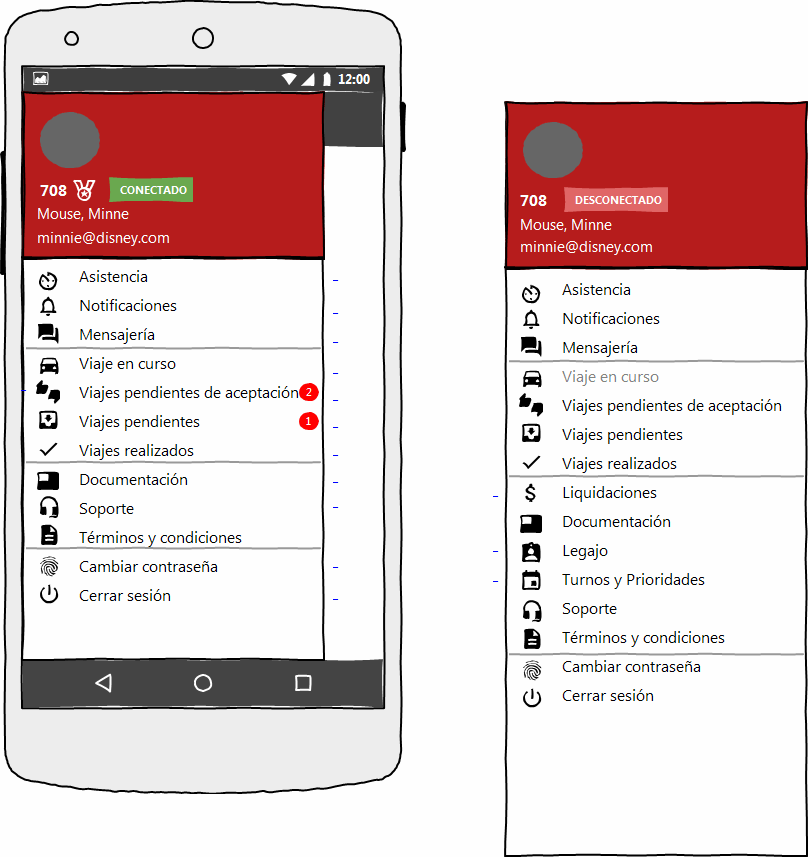 12:00
708 CONECTADO
Mouse, Minne
minnie@disney.com
Asistencia
Notificaciones
Mensajería
Viaje en curso
Viajes pendientes de aceptación 2
Viajes pendientes 1
Viajes realizados
Documentación
Soporte
Términos y condiciones
Cambiar contraseña
Cerrar sesión
708 DESCONECTADO
Mouse, Minne
minnie@disney.com
Asistencia
Notificaciones
Mensajería
Viaje en curso
Viajes pendientes de aceptación
Viajes pendientes
Viajes realizados
Liquidaciones
Documentación
Legajo
Turnos y Prioridades
Soporte
Términos y condiciones
Cambiar contraseña
Cerrar sesión